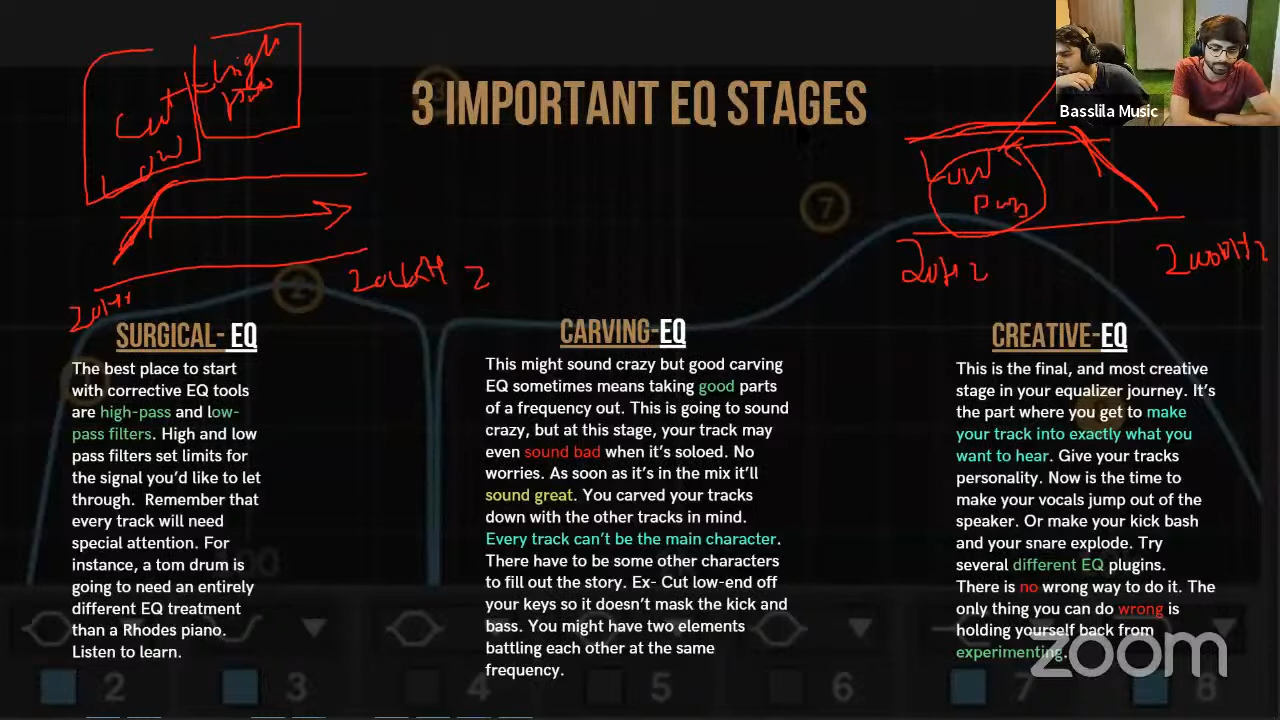 Cut
Low
High
pass
3 IMPORTANT EQ STAGES
Basslila Music
Low
pass
7
2
20Hz
20Hz
SURGICAL- EQ
The best place to start
with corrective EQ tools
are high-pass and low-
pass filters. High and low
pass filters set limits for
the signal you'd like to let
through. Remember that
every track will need
special attention. For
instance, a tom drum is
going to need an entirely
different EQ treatment
than a Rhodes piano.
Listen to learn.
CARVING-EQ
This might sound crazy but good carving
EQ sometimes means taking good parts
of a frequency out. This is going to sound
crazy, but at this stage, your track may
even sound bad when it's soloed. No
worries. As soon as it's in the mix it'll
sound great. You carved your tracks
down with the other tracks in mind.
Every track can't be the main character.
There have to be some other characters
to fill out the story. Ex- Cut low-end off
your keys so it doesn't mask the kick and
bass. You might have two elements
battling each other at the same
frequency.
CREATIVE-EQ
This is the final, and most creative
stage in your equalizer journey. It's
the part where you get to make
your track into exactly what you
want to hear. Give your tracks
personality. Now is the time to
make your vocals jump out of the
speaker. Or make your kick bash
and your snare explode. Try
several different EQ plugins.
There is no wrong way to do it. The
only thing you can do wrong is
holding yourself back from
experimenting.
zoom
2 3 4 5 6 7 8